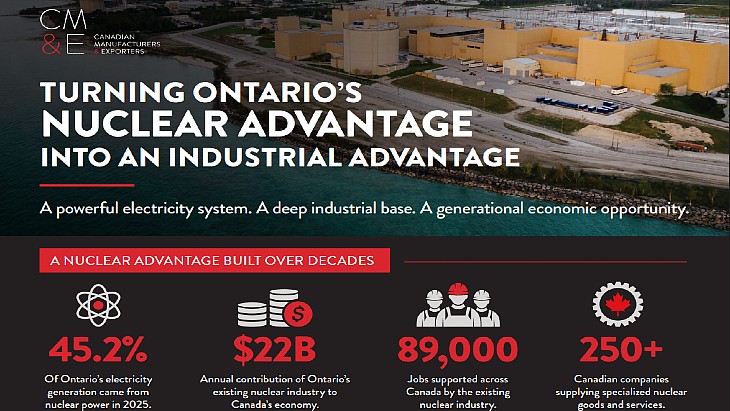 CM
&E
CANADIAN
MANUFACTURERS
& EXPORTERS
TURNING ONTARIO'S
NUCLEAR ADVANTAGE
INTO AN INDUSTRIAL ADVANTAGE
A powerful electricity system. A deep industrial base. A generational economic opportunity.
A NUCLEAR ADVANTAGE BUILT OVER DECADES
$
45.2%
Of Ontario's electricity
generation came from
nuclear power in 2025.
$22B
Annual contribution of Ontario's
existing nuclear industry to
Canada's economy.
89,000
Jobs supported across
Canada by the existing
nuclear industry.
250+
Canadian companies
supplying specialized nuclear
goods and services.